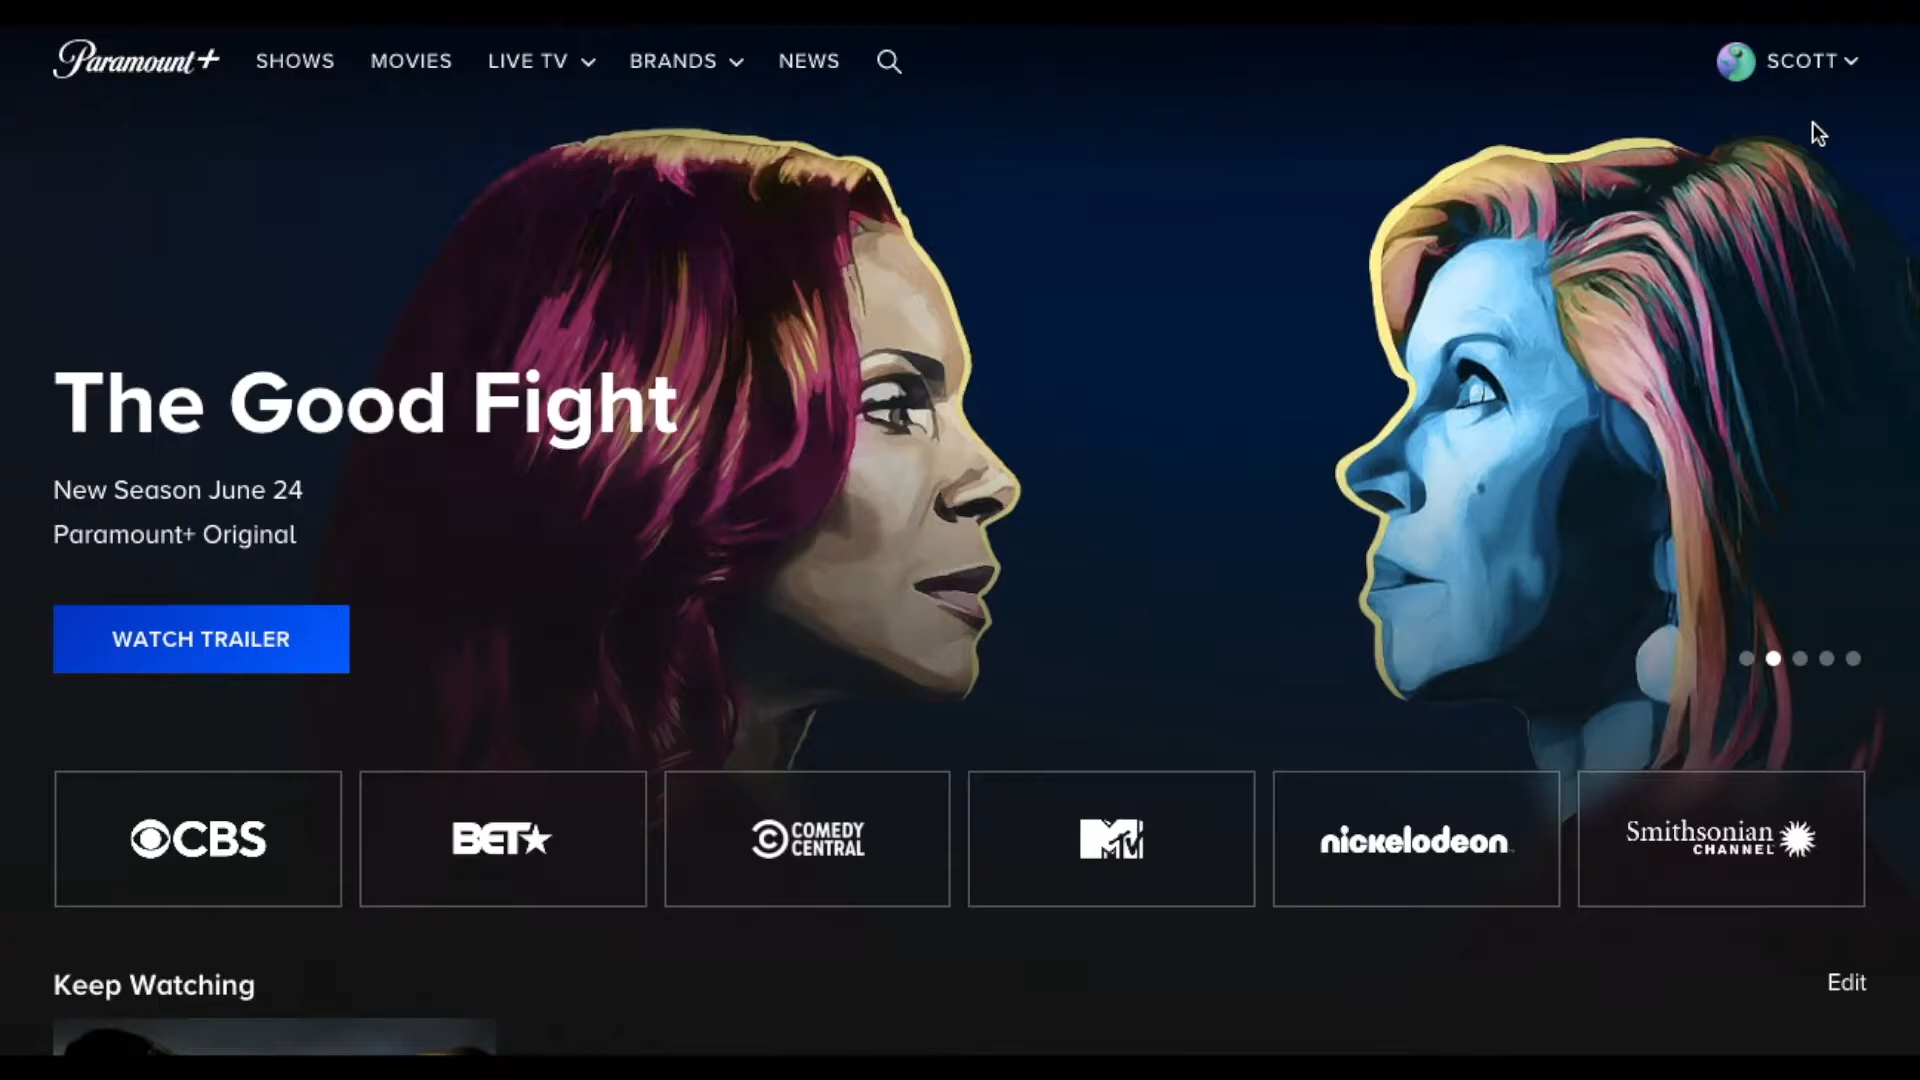 Paramount+ SHOWS MOVIES LIVE TV BRANDS NEWS SCOTT
The Good Fight
New Season June 24
Paramount+ Original
WATCH TRAILER
CBS BET COMEDY CENTRAL MTV nickelodeon Smithsonian CHANNEL
Keep Watching Edit